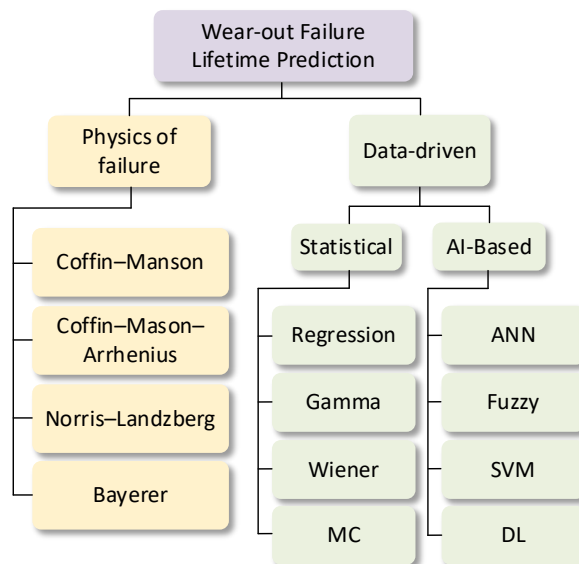 Wear-out Failure
Lifetime Prediction
Physics of
failure
Data-driven
Statistical
AI-Based
Coffin–Manson
Coffin–Mason–
Arrhenius
Norris–Landzberg
Bayerer
Regression
Gamma
Wiener
MC
ANN
Fuzzy
SVM
DL